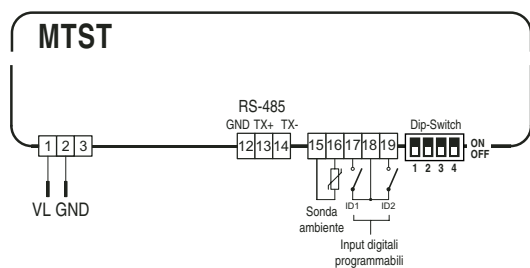 MTST
RS-485
GND TX+ TX-
Dip-Switch
1 2 3
12 13 14
15 16 17 18 19
ON
OFF
1 2 3 4
VL GND
Sonda
ambiente
ID1
ID2
Input digitali
programmabili